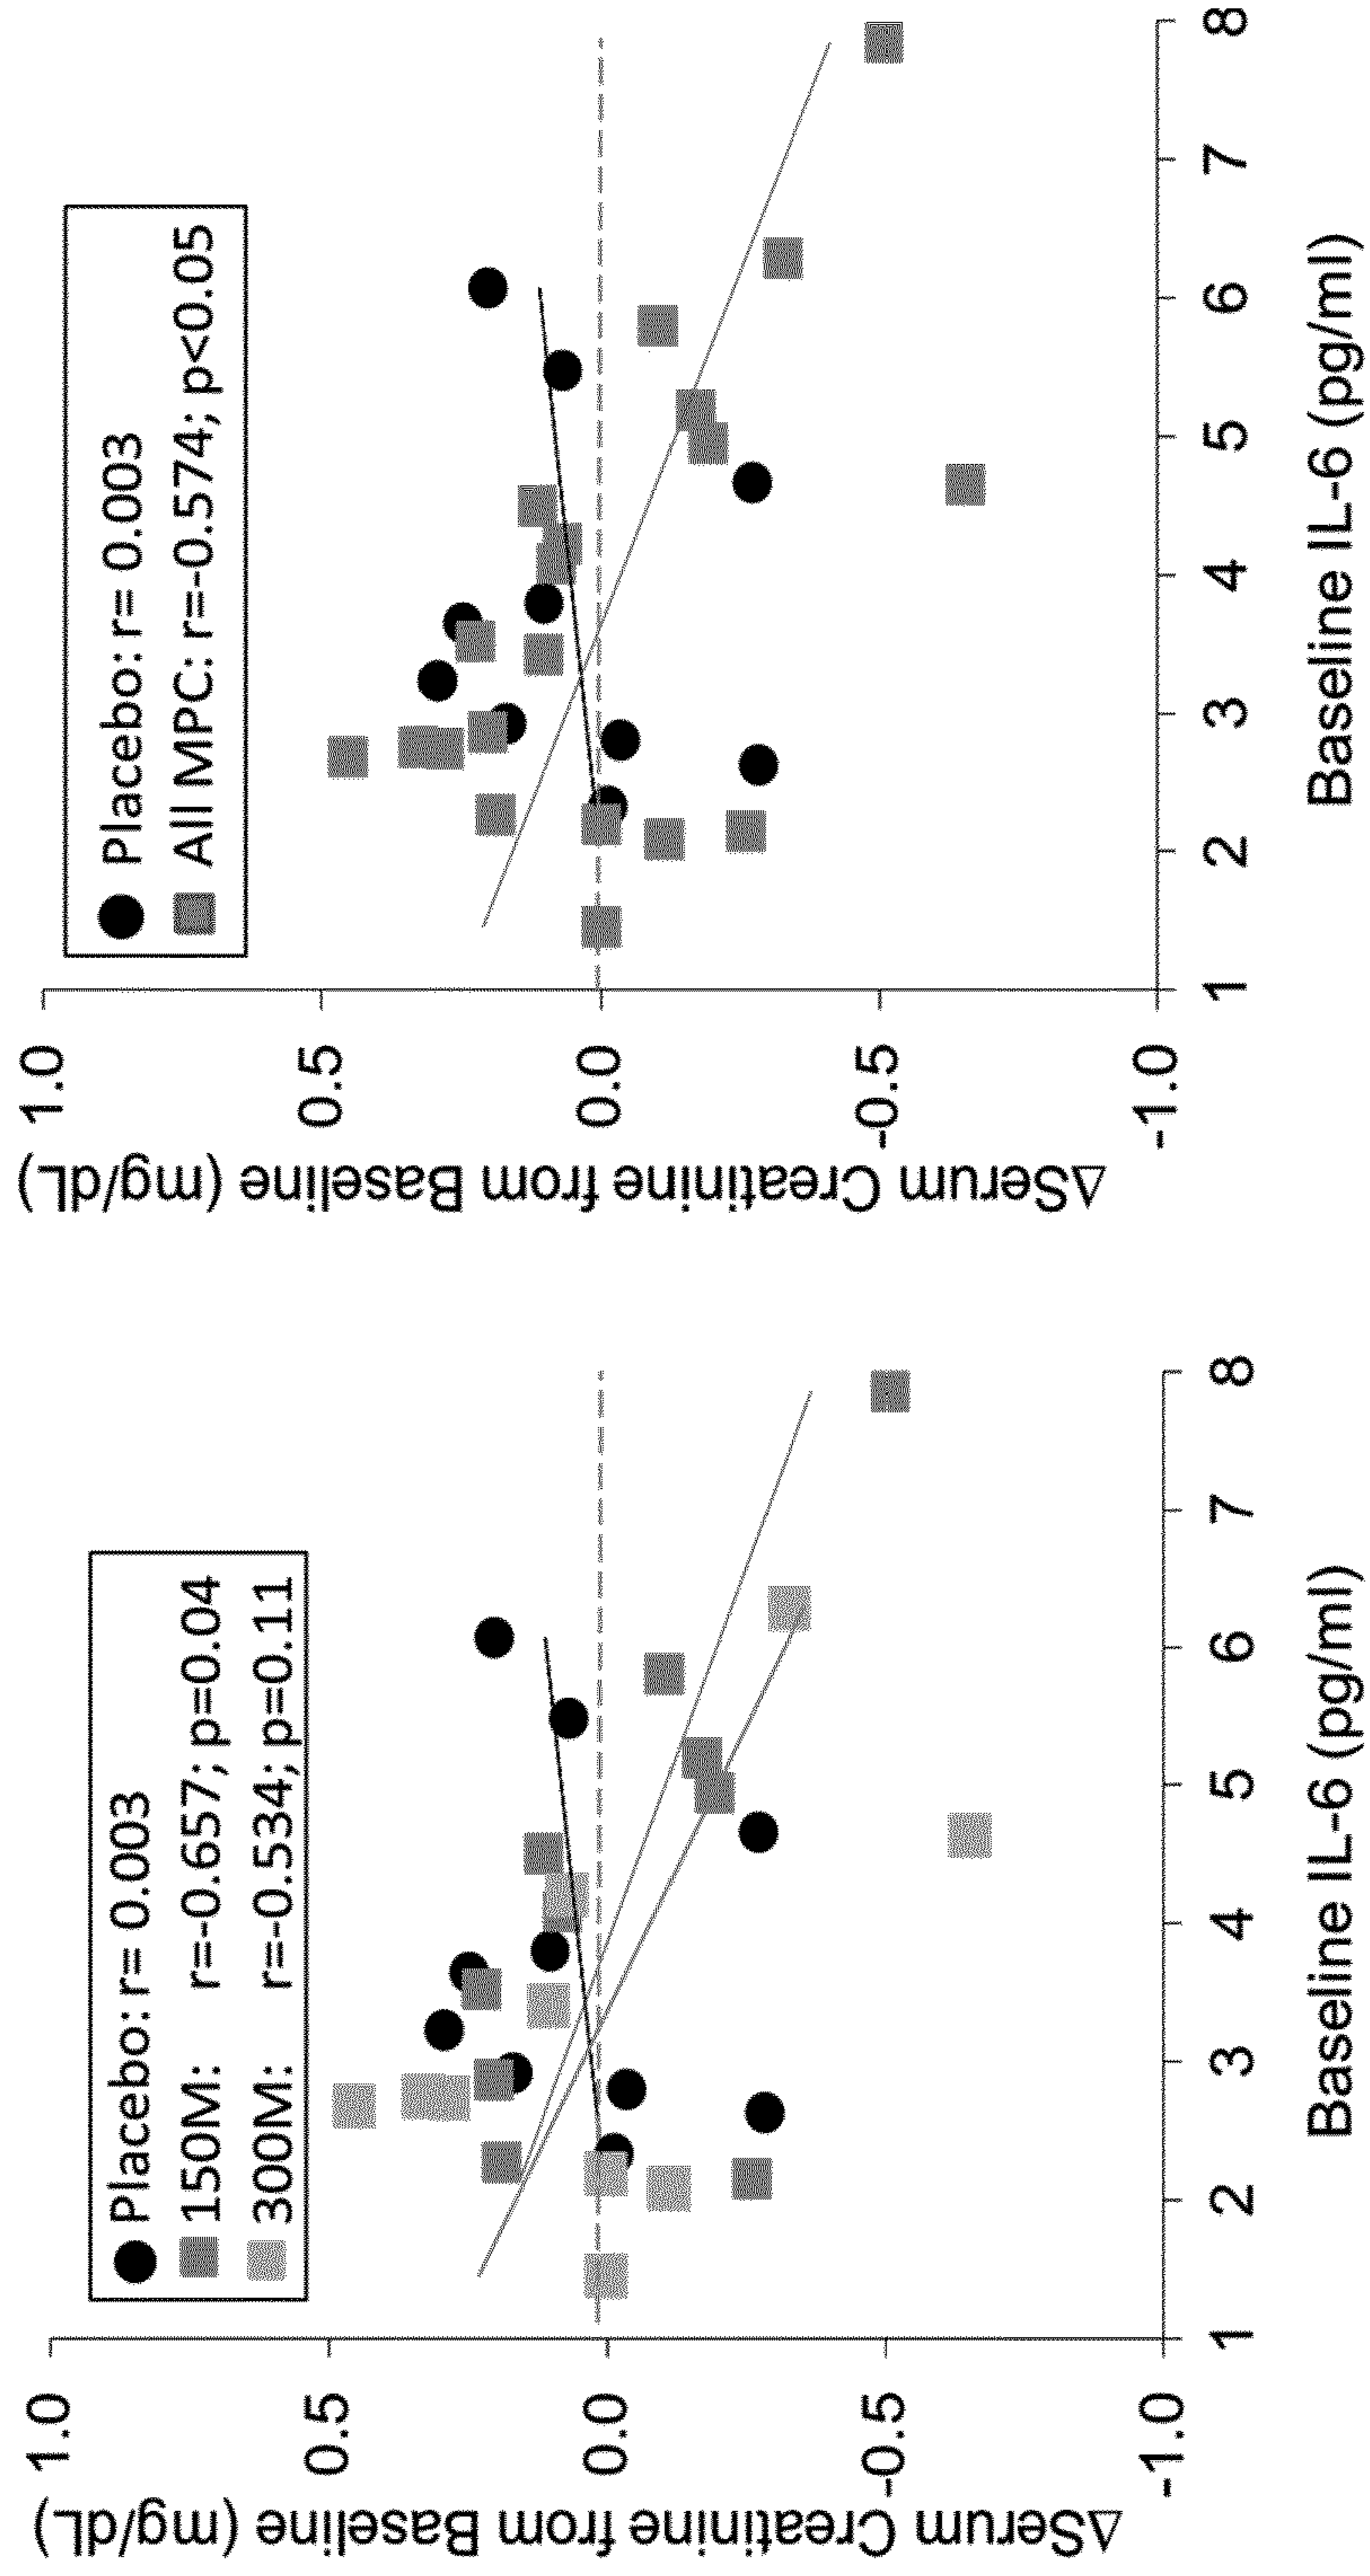 Placebo: r= 0.003
150M: r=-0.657; p=0.04
300M: r=-0.534; p=0.11
ΔSerum Creatinine from Baseline (mg/dL)
1.0
0.5
0.0
-0.5
-1.0
1 2 3 4 5 6 7 8
Baseline IL-6 (pg/ml)
Placebo: r= 0.003
All MPC: r=-0.574; p<0.05
ΔSerum Creatinine from Baseline (mg/dL)
1.0
0.5
0.0
-0.5
-1.0
1 2 3 4 5 6 7 8
Baseline IL-6 (pg/ml)